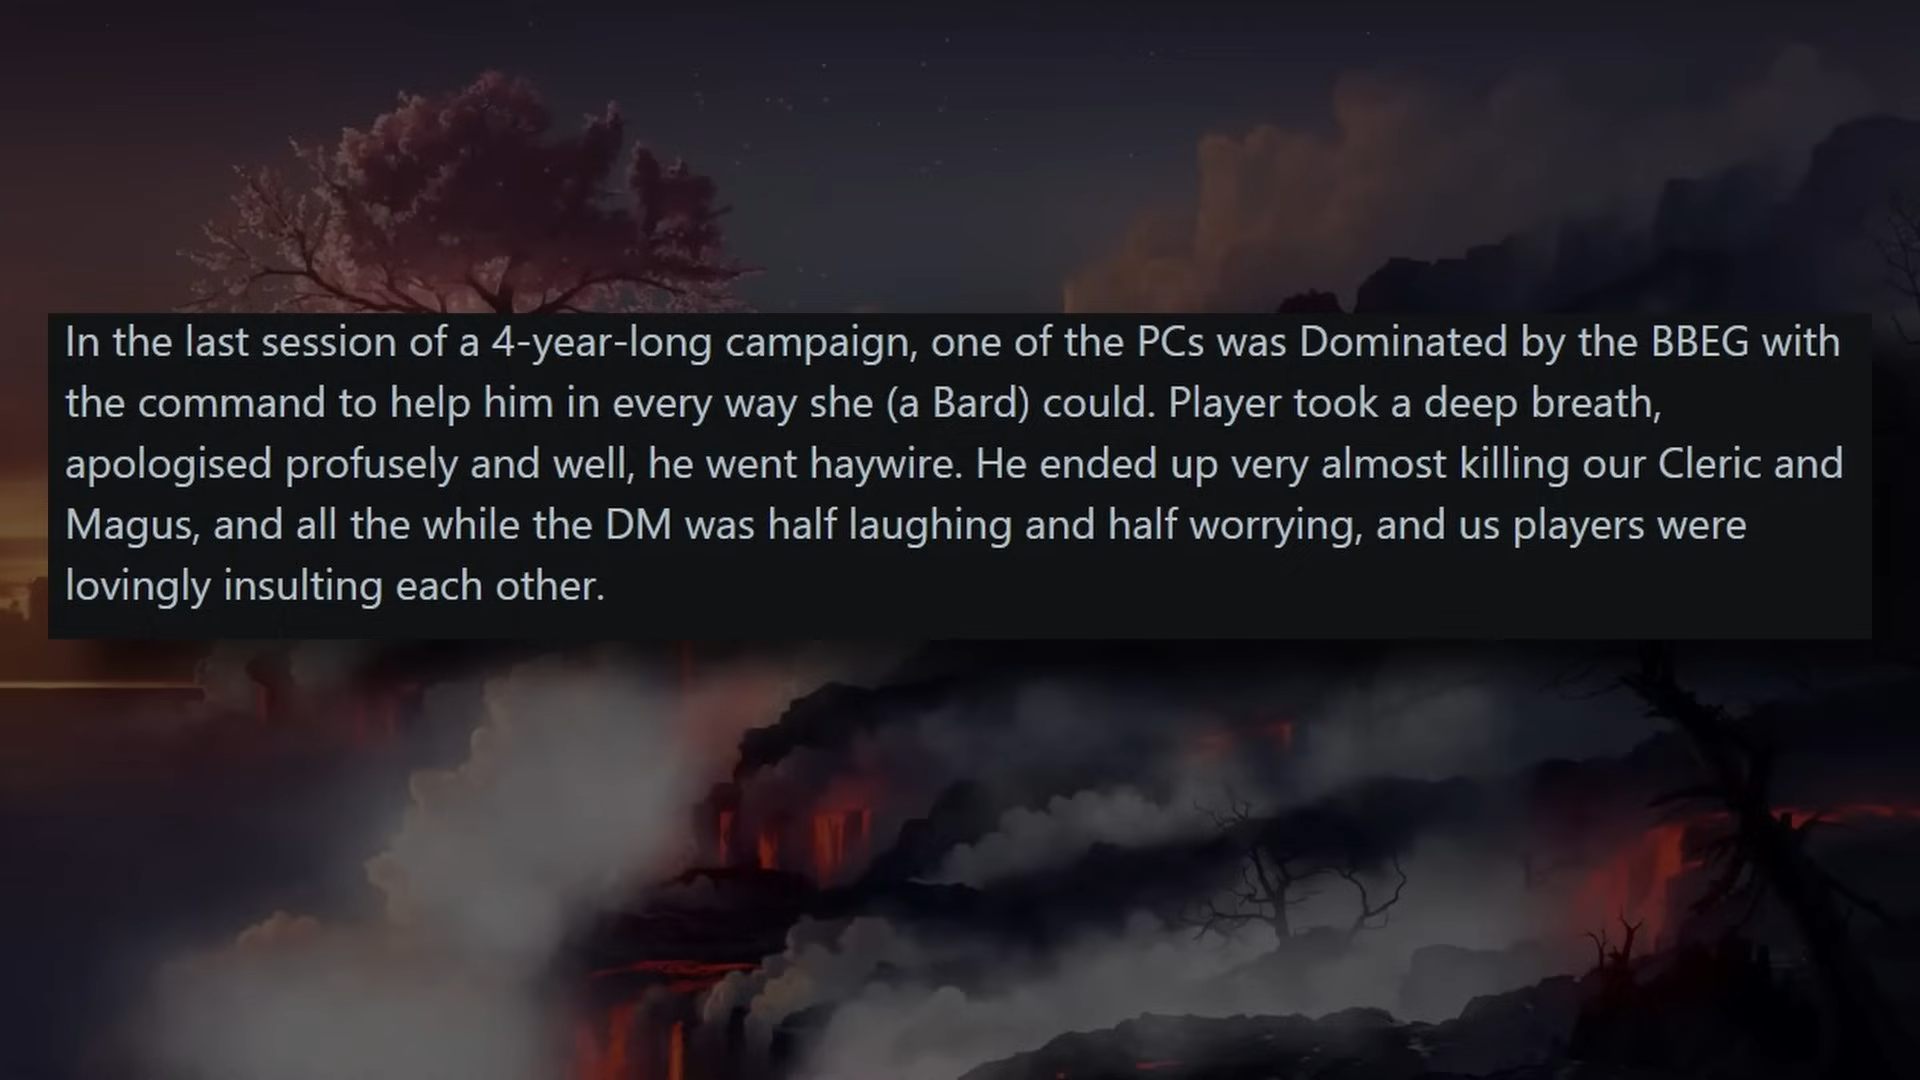 In the last session of a 4-year-long campaign, one of the PCs was Dominated by the BBEG with
the command to help him in every way she (a Bard) could. Player took a deep breath,
apologised profusely and well, he went haywire. He ended up very almost killing our Cleric and
Magus, and all the while the DM was half laughing and half worrying, and us players were
lovingly insulting each other.